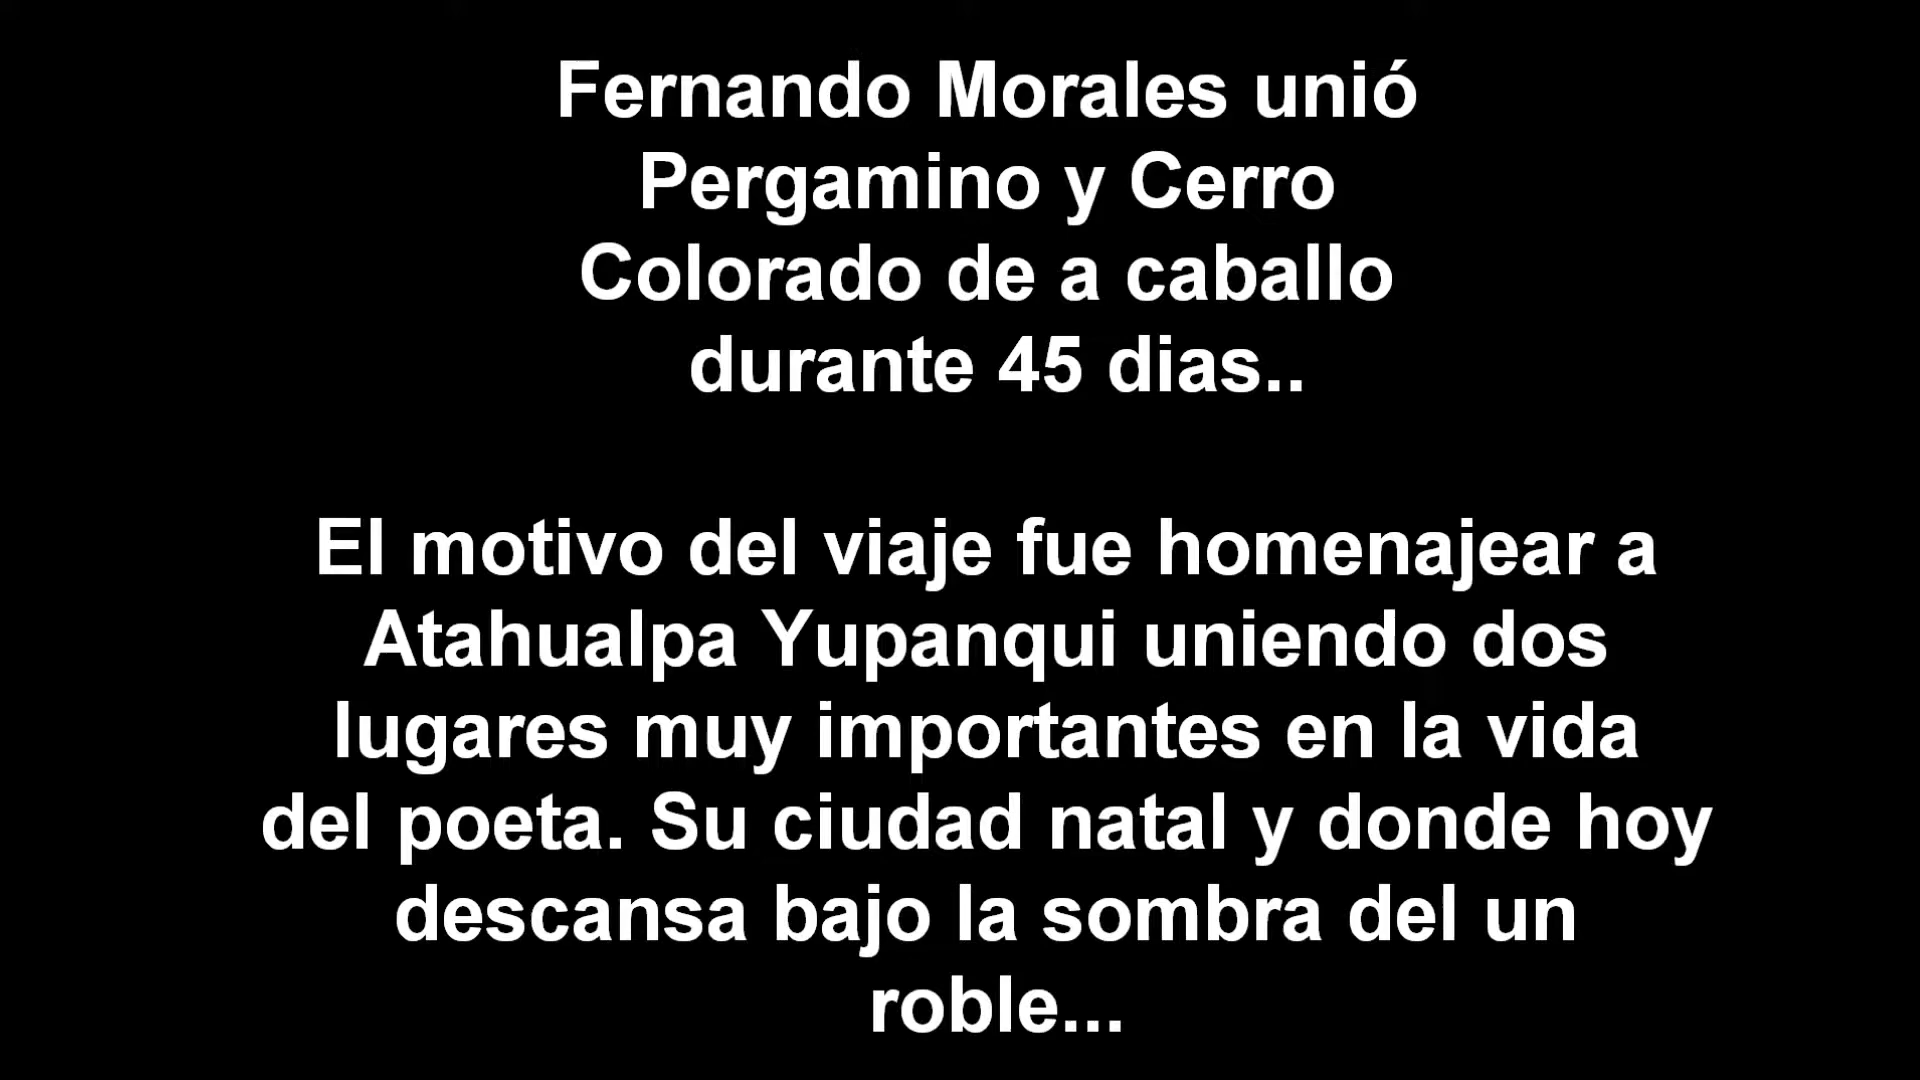 Fernando Morales unió
Pergamino y Cerro
Colorado de a caballo
durante 45 dias..
El motivo del viaje fue homenajear a
Atahualpa Yupanqui uniendo dos
lugares muy importantes en la vida
del poeta. Su ciudad natal y donde hoy
descansa bajo la sombra del un
roble...